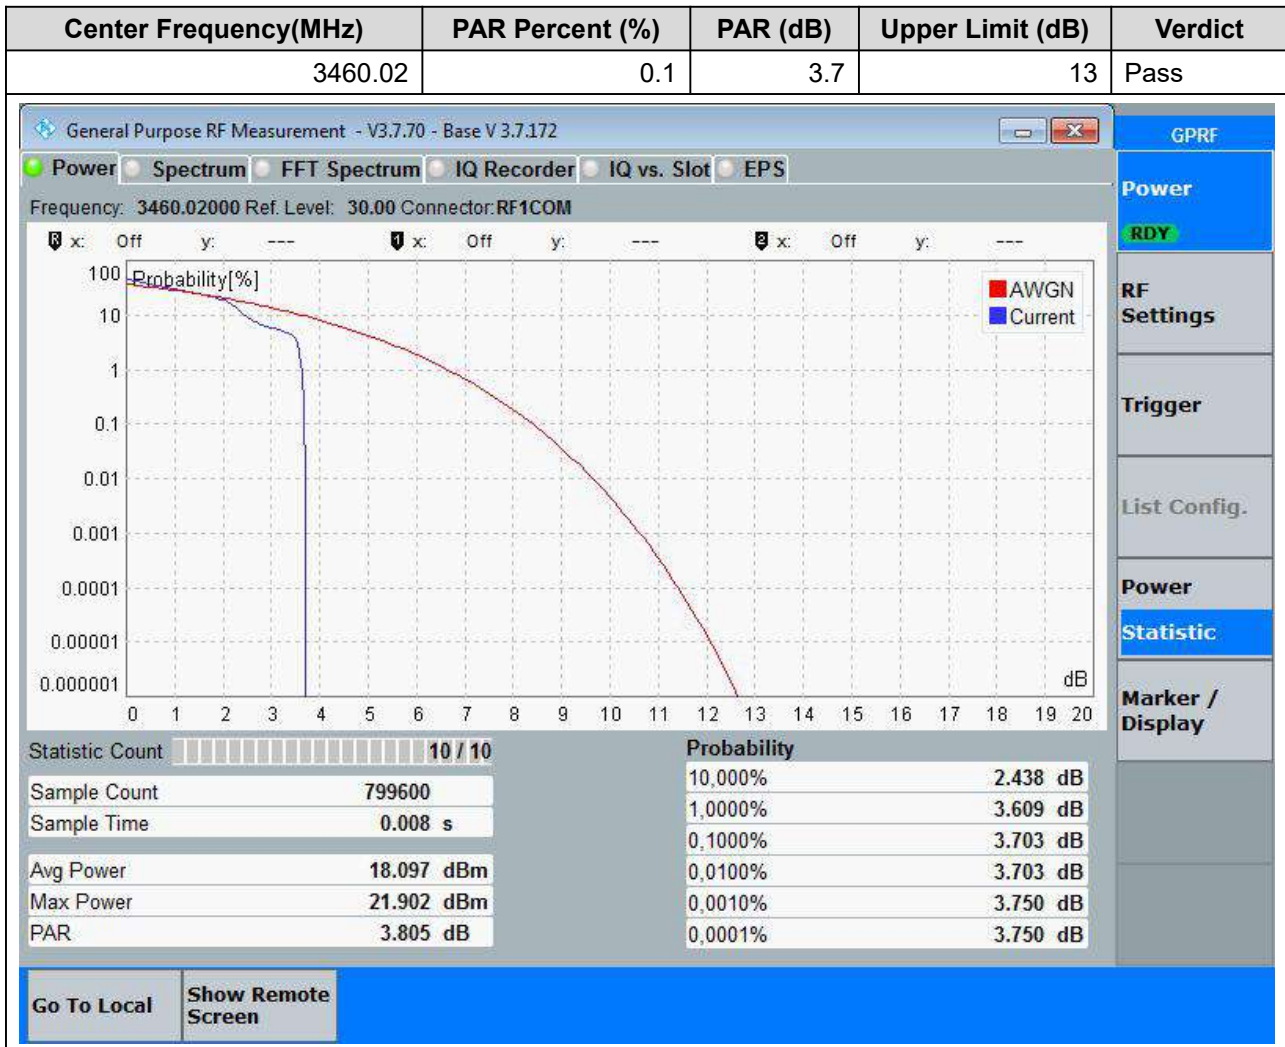 Center Frequency(MHz) PAR Percent (%) PAR (dB) Upper Limit (dB) Verdict
3460.02 0.1 3.7 13 Pass
General Purpose RF Measurement - V3.7.70 - Base V 3.7.172
GPRF
Power Spectrum FFT Spectrum IQ Recorder IQ vs. Slot EPS
Frequency: 3460.02000 Ref. Level: 30.00 Connector:RF1COM
R x: Off y: --- 1 x: Off y: --- 2 x: Off y: ---
Probability[%]
AWGN
Current
100
10
1
0.1
0.01
0.001
0.0001
0.00001
0.000001
dB
0 1 2 3 4 5 6 7 8 9 10 11 12 13 14 15 16 17 18 19 20
Statistic Count 10 / 10
Sample Count 799600
Sample Time 0.008 s
Avg Power 18.097 dBm
Max Power 21.902 dBm
PAR 3.805 dB
Probability
10,000% 2.438 dB
1,0000% 3.609 dB
0,1000% 3.703 dB
0,0100% 3.703 dB
0,0010% 3.750 dB
0,0001% 3.750 dB
Power
RDY
RF
Settings
Trigger
List Config.
Power
Statistic
Marker /
Display
Go To Local
Show Remote
Screen